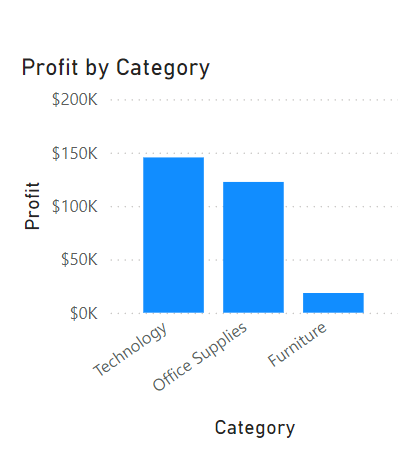 Profit by Category
$200K
$150K
$100K
$50K
$0K
Profit
Technology
Office Supplies
Furniture
Category